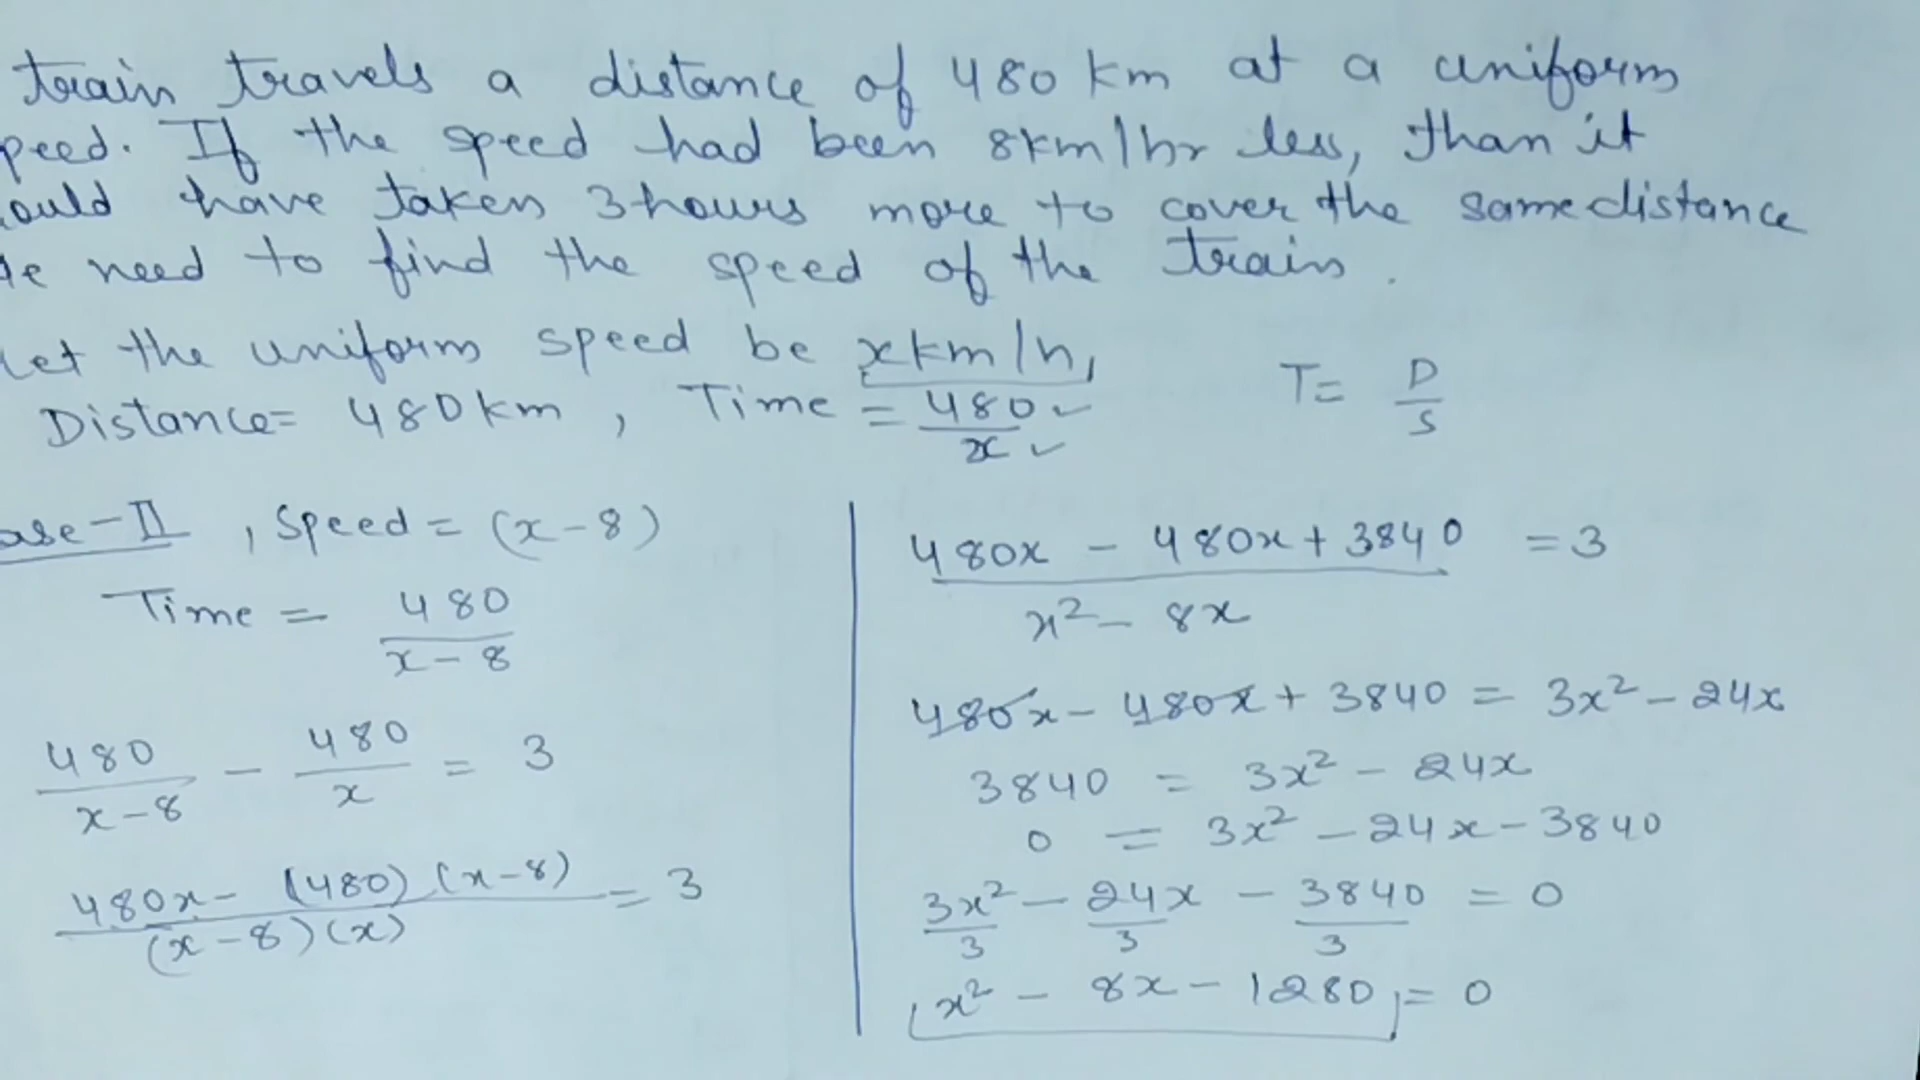 train travels a distance of 480 km at a uniform
peed. If the speed had been 8km/hr less, than it
ould have taken 3 hours more to cover the same distance
e need to find the speed of the train.
Let the uniform speed be x km/h,
Distance = 480 km, Time = 480/x
T = D/S
ase-II, Speed = (x-8)
Time = 480/x-8
480/x-8 - 480/x = 3
480x - (480)(x-8)/(x-8)(x) = 3
480x - 480x + 3840/x² - 8x = 3
480x - 480x + 3840 = 3x² - 24x
3840 = 3x² - 24x
0 = 3x² - 24x - 3840
3x²/3 - 24x/3 - 3840/3 = 0
x² - 8x - 1280 = 0